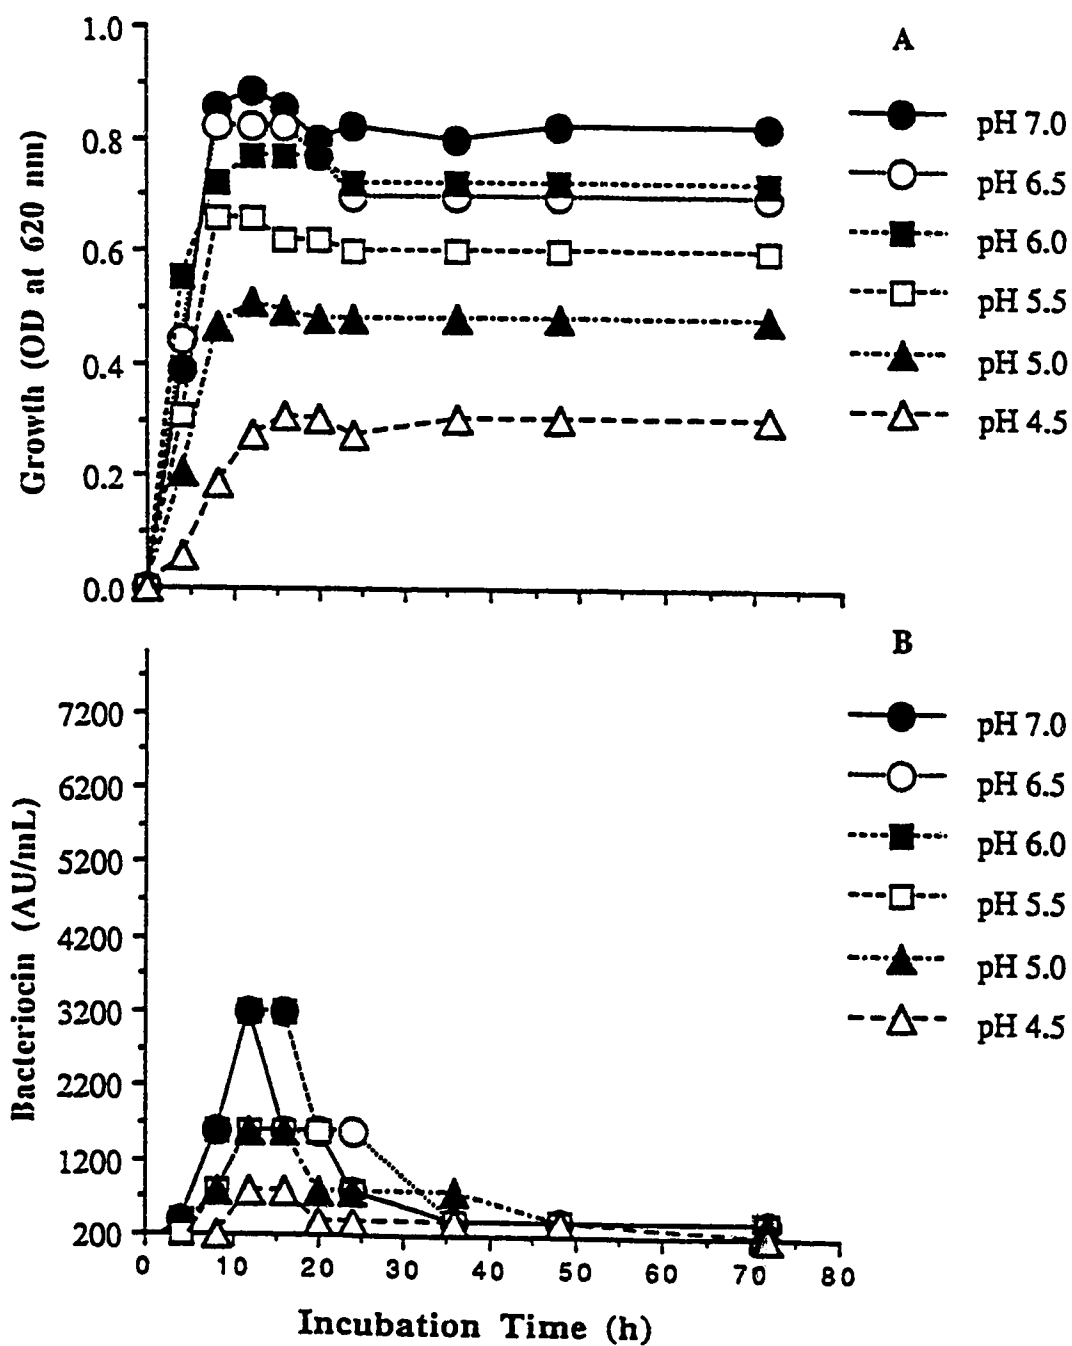 A
1.0
0.8
0.6
0.4
0.2
0.0
Growth (OD at 620 nm)
pH 7.0
pH 6.5
pH 6.0
pH 5.5
pH 5.0
pH 4.5
B
7200
6200
5200
4200
3200
2200
1200
200
Bacteriocin (AU/mL)
pH 7.0
pH 6.5
pH 6.0
pH 5.5
pH 5.0
pH 4.5
0 10 20 30 40 50 60 70 80
Incubation Time (h)